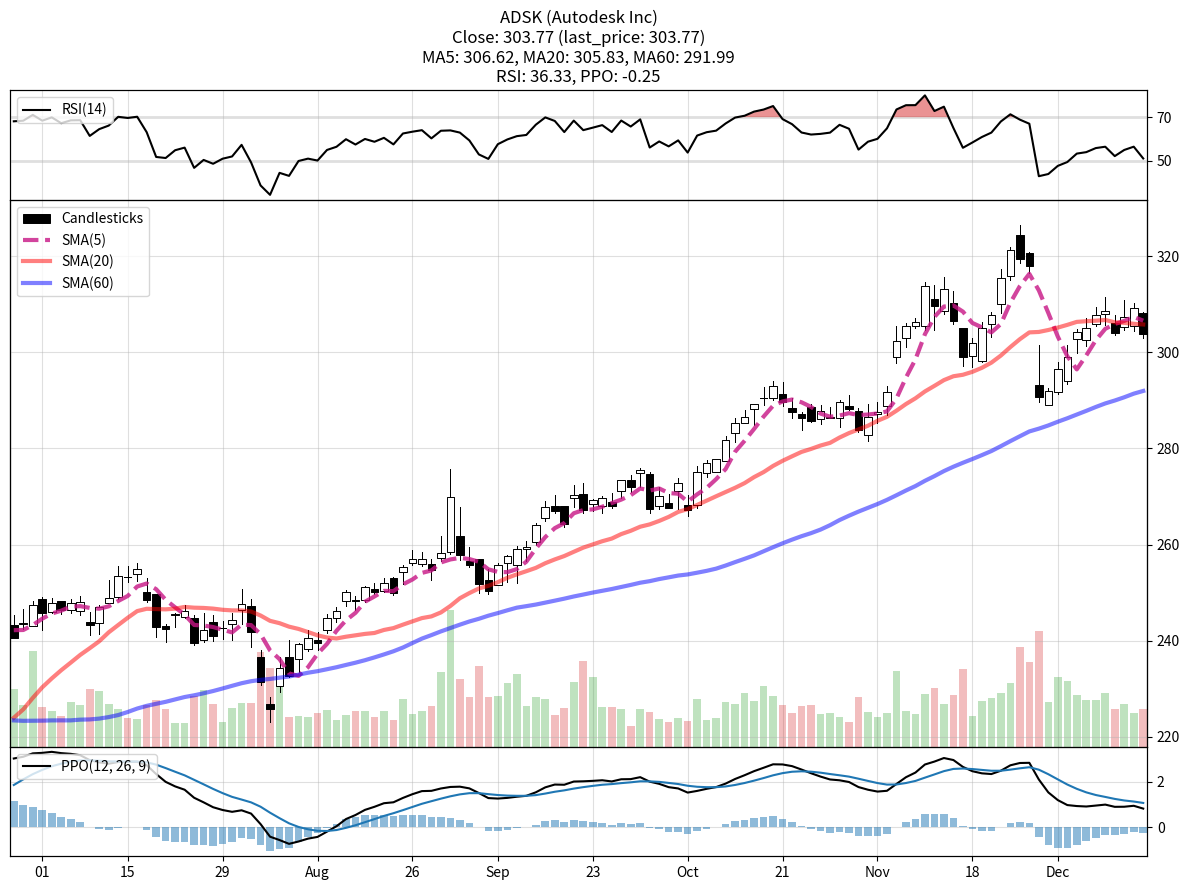 ADSK (Autodesk Inc)
Close: 303.77 (last_price: 303.77)
MA5: 306.62, MA20: 305.83, MA60: 291.99
RSI: 36.33, PPO: -0.25
RSI(14)
70
50
Candlesticks
SMA(5)
SMA(20)
SMA(60)
320
300
280
260
240
220
PPO(12, 26, 9)
2
0
01 15 29 Aug 26 Sep 23 Oct 21 Nov 18 Dec